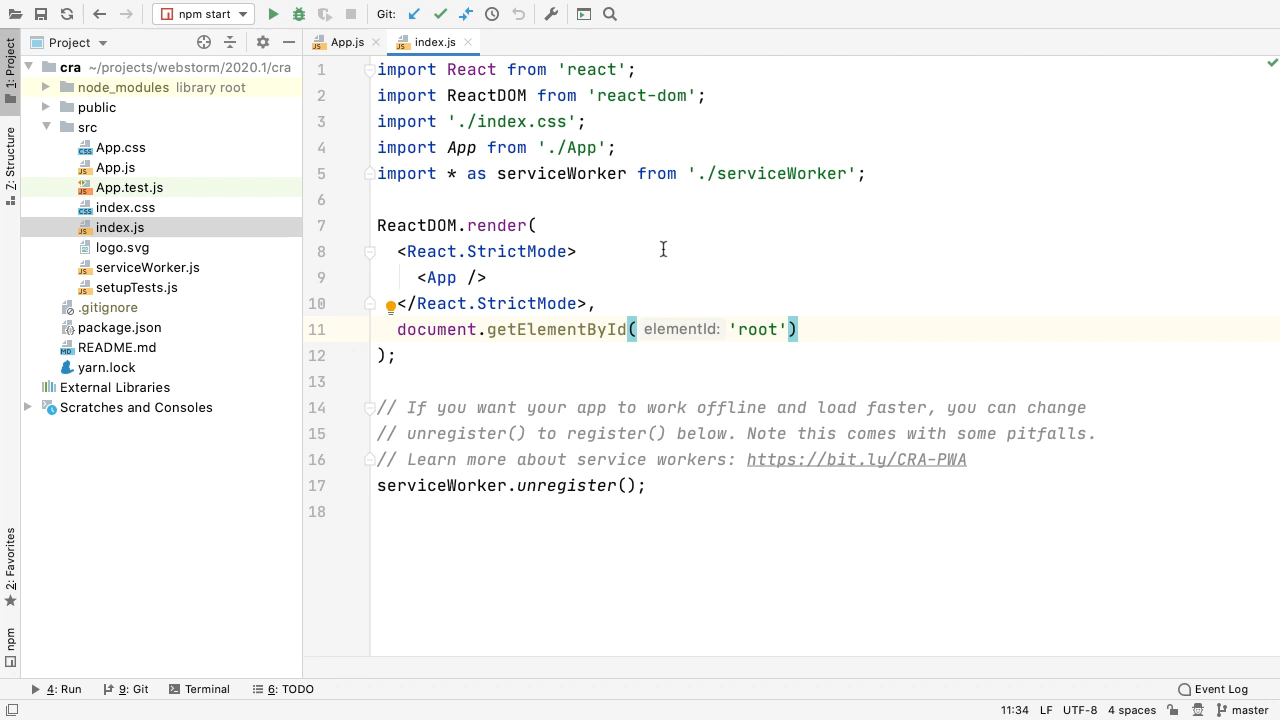 npm start
Git:
Project
App.js
index.js
1: Project
Z: Structure
2: Favorites
npm
cra ~/projects/webstorm/2020.1/cra
node_modules library root
public
src
App.css
App.js
App.test.js
index.css
index.js
logo.svg
serviceWorker.js
setupTests.js
.gitignore
package.json
README.md
yarn.lock
External Libraries
Scratches and Consoles
1 import React from 'react';
2 import ReactDOM from 'react-dom';
3 import './index.css';
4 import App from './App';
5 import * as serviceWorker from './serviceWorker';
6
7 ReactDOM.render(
8 <React.StrictMode>
9 <App />
10 </React.StrictMode>,
11 document.getElementById( elementId: 'root')
12 );
13
14 // If you want your app to work offline and load faster, you can change
15 // unregister() to register() below. Note this comes with some pitfalls.
16 // Learn more about service workers: https://bit.ly/CRA-PWA
17 serviceWorker.unregister();
18
4: Run
9: Git
Terminal
6: TODO
Event Log
11:34 LF UTF-8 4 spaces master